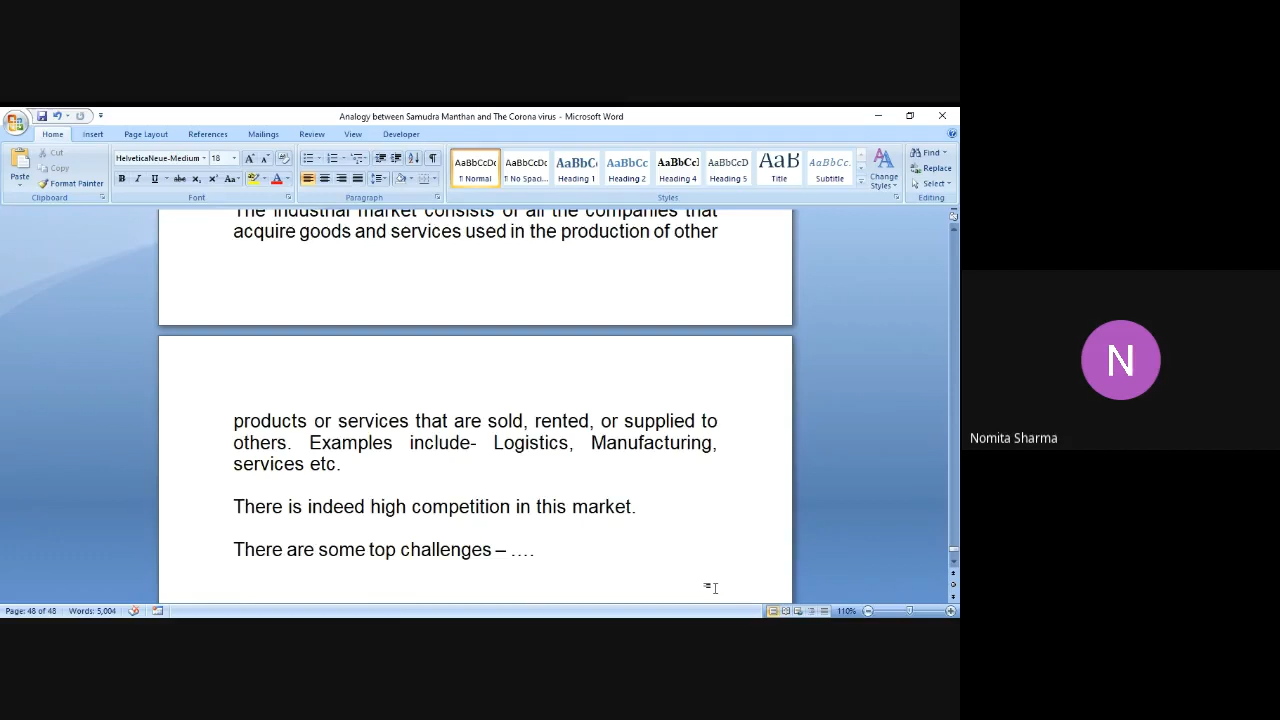 Analogy between Samudra Manthan and The Corona virus - Microsoft Word
Home Insert Page Layout References Mailings Review View Developer
Paste
Cut
Copy
Format Painter
Clipboard
HelveticaNeue-Medium 18
Font
Paragraph
AaBbCcDc AaBbCcDc AaBbC AaBbCc AaBbCcI AaBbCcD AaB AaBbCc.
¶ Normal ¶ No Spaci... Heading 1 Heading 2 Heading 4 Heading 5 Title Subtitle
Styles
Change Styles
Find
Replace
Select
Editing
The industrial market consists of all the companies that
acquire goods and services used in the production of other
products or services that are sold, rented, or supplied to
others. Examples include- Logistics, Manufacturing,
services etc.
There is indeed high competition in this market.
There are some top challenges – ….
Page: 48 of 48 Words: 5,004 110%
N
Nomita Sharma